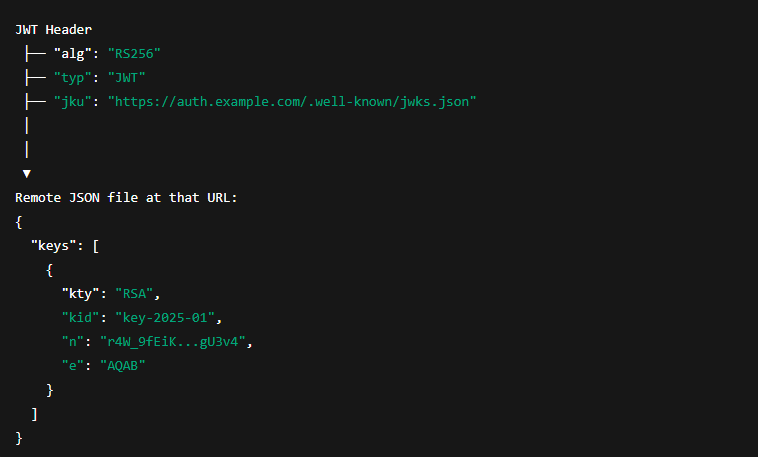 JWT Header
├── "alg": "RS256"
├── "typ": "JWT"
├── "jku": "https://auth.example.com/.well-known/jwks.json"
│
│
▼
Remote JSON file at that URL:
{
  "keys": [
    {
      "kty": "RSA",
      "kid": "key-2025-01",
      "n": "r4W_9fEiK...gU3v4",
      "e": "AQAB"
    }
  ]
}